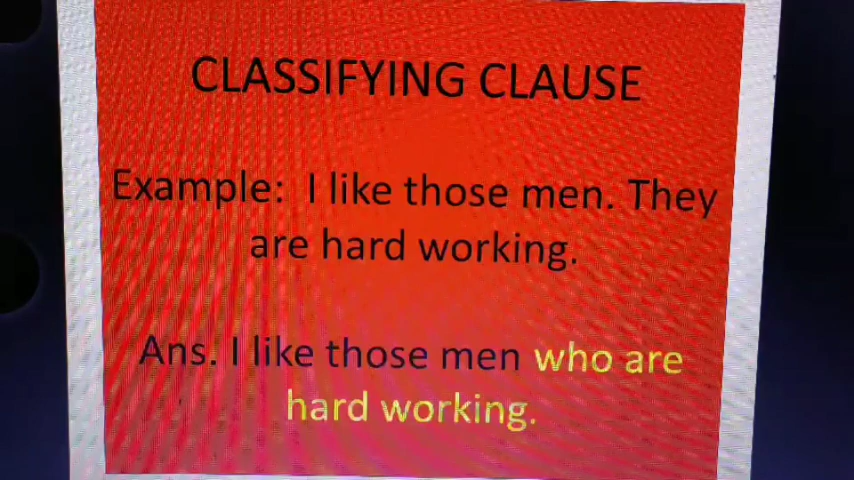 CLASSIFYING CLAUSE
Example: I like those men. They
are hard working.
Ans. I like those men who are
hard working.